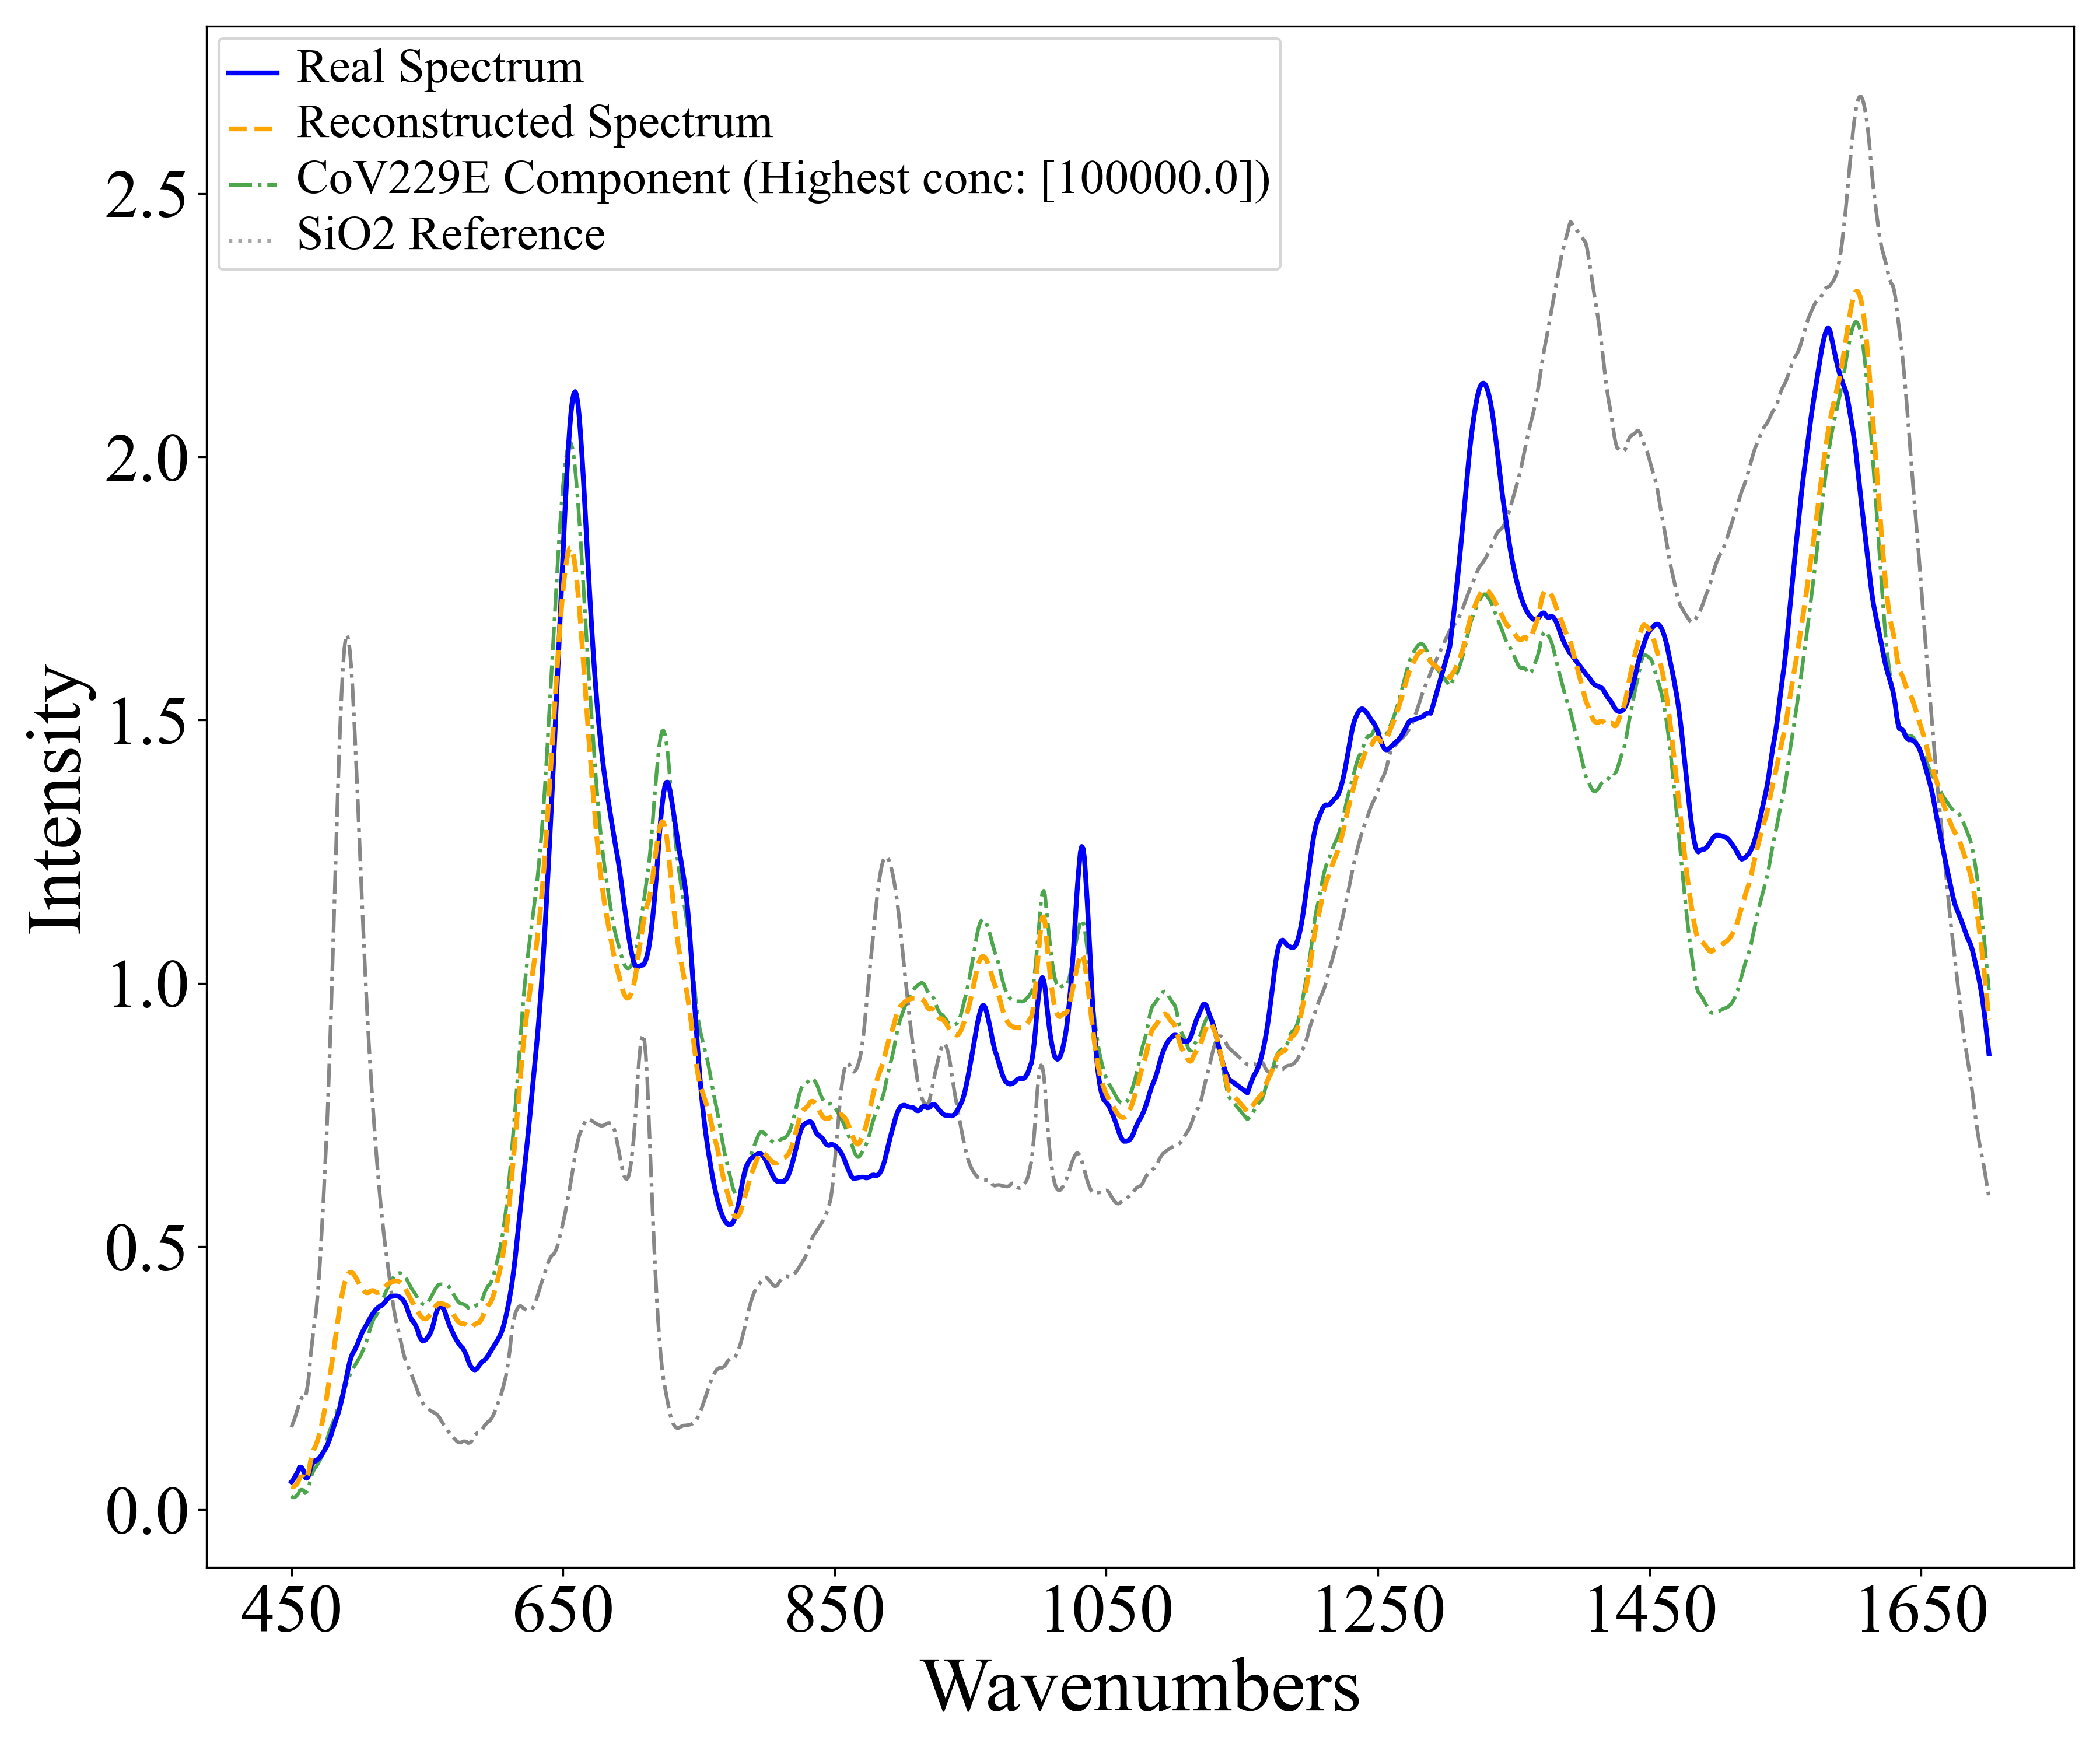 Real Spectrum
Reconstructed Spectrum
CoV229E Component (Highest conc: [100000.0])
SiO2 Reference
Intensity
2.5
2.0
1.5
1.0
0.5
0.0
450 650 850 1050 1250 1450 1650
Wavenumbers